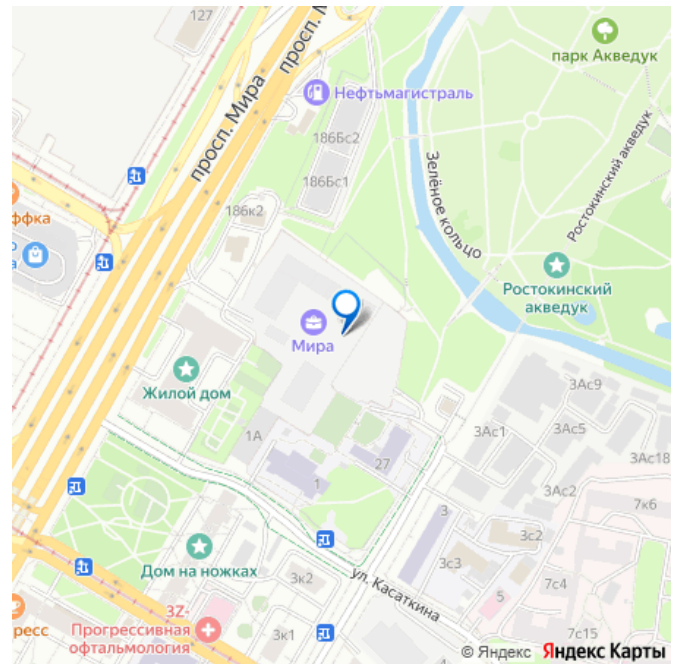 127
просп. М
парк Акведук
просп. Мира
Нефтьмагистраль
186Бс2
186Бс1
Зелёное кольцо
Ростокинский акведук
ффка
186к2
о
а
Ростокинский
акведук
Мира
Жилой дом
3Ас9
1А
3Ас1
3Ас5
27
3Ас18
1
3Ас2
7к6
3
3с2
Дом на ножках
3к2
ул. Касаткина
3с3
7с4
5
3Z-
Прогрессивная
офтальмология
ресс
3к1
7с15
© Яндекс Яндекс Карты